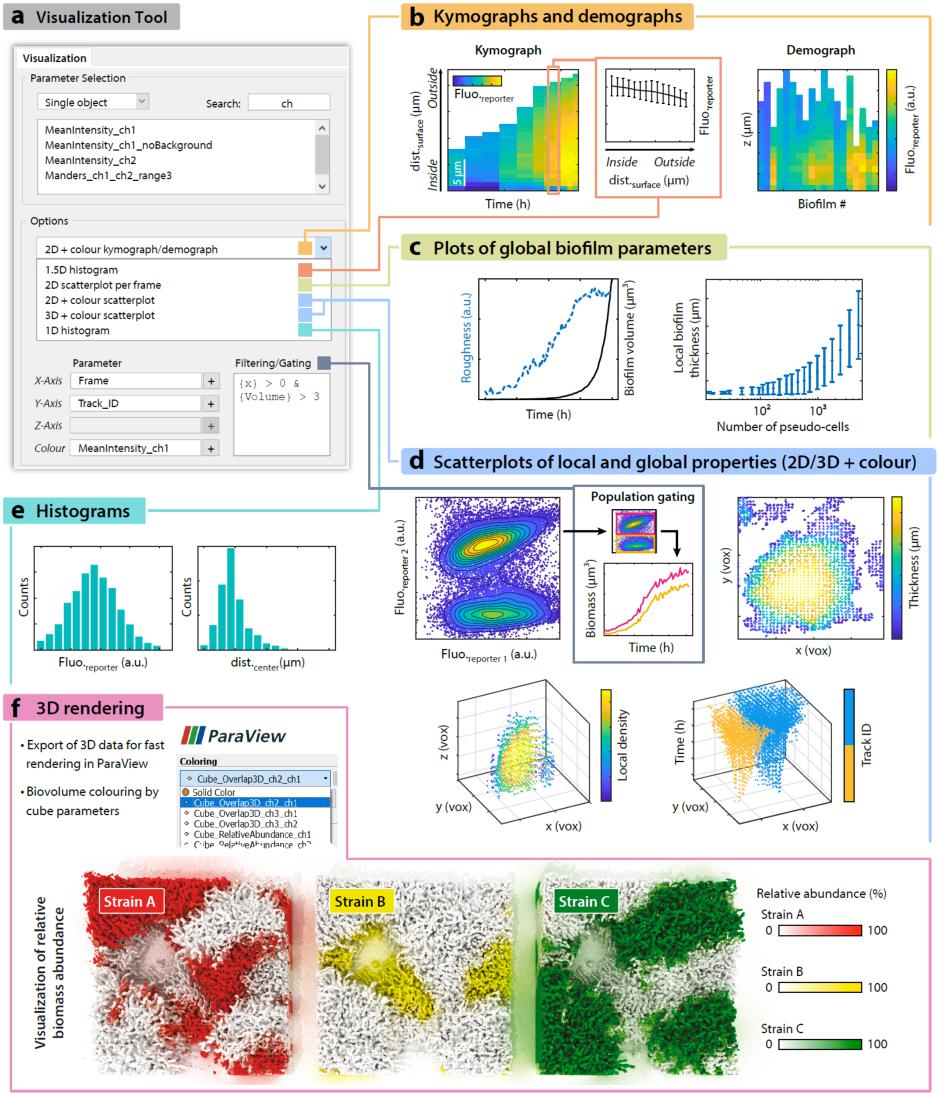 a Visualization Tool
Visualization
Parameter Selection
Single object
Search:
ch
MeanIntensity_ch1
MeanIntensity_ch1_noBackground
MeanIntensity_ch2
Manders_ch1_ch2_range3
Options
2D + colour kymograph/demograph
1.5D histogram
2D scatterplot per frame
2D + colour scatterplot
3D + colour scatterplot
1D histogram
Parameter
Filtering/Gating
X-Axis Frame +
Y-Axis Track_ID +
Z-Axis +
Colour MeanIntensity_ch1 +
{x} > 0 &
{Volume} > 3
b Kymographs and demographs
Kymograph
Fluo.reporter
Inside Outside
dist.surface (µm)
5 µm
Time (h)
Fluo.reporter
Inside Outside
dist.surface (µm)
Demograph
z (µm)
Biofilm #
Fluo.reporter (a.u.)
c Plots of global biofilm parameters
Roughness (a.u.)
Biofilm volume (µm³)
Time (h)
Local biofilm
thickness (µm)
10² 10³
Number of pseudo-cells
d Scatterplots of local and global properties (2D/3D + colour)
Fluo.reporter 2 (a.u.)
Fluo.reporter 1 (a.u.)
Population gating
Biomass (µm³)
Time (h)
y (vox)
x (vox)
Thickness (µm)
z (vox)
y (vox)
x (vox)
Local density
Time (h)
y (vox)
x (vox)
Track ID
e Histograms
Counts
Fluo.reporter (a.u.)
Counts
dist.center(µm)
f 3D rendering
• Export of 3D data for fast
rendering in ParaView
• Biovolume colouring by
cube parameters
ParaView
Coloring
Cube_Overlap3D_ch2_ch1
Solid Color
Cube_Overlap3D_ch2_ch1
Cube_Overlap3D_ch3_ch1
Cube_Overlap3D_ch3_ch2
Cube_RelativeAbundance_ch1
Cube_RelativeAbundance_ch2
Visualization of relative
biomass abundance
Strain A
Strain B
Strain C
Relative abundance (%)
Strain A
0 100
Strain B
0 100
Strain C
0 100